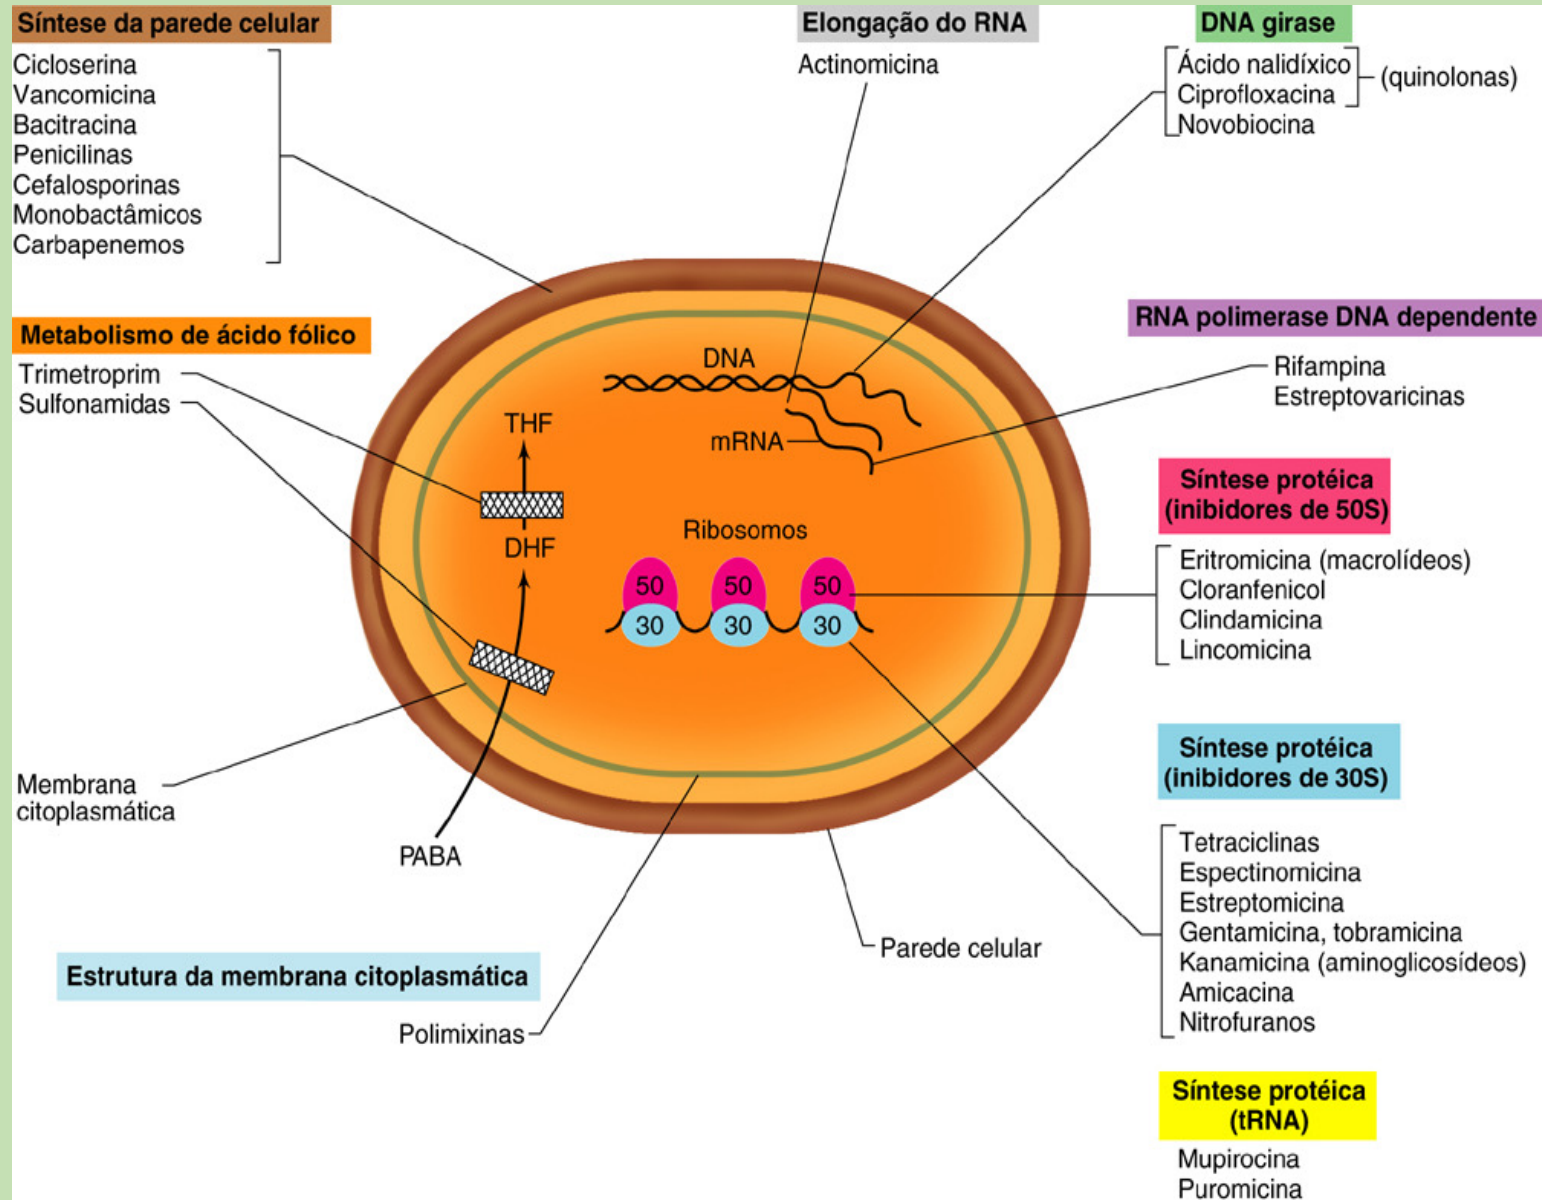 Síntese da parede celular
Cicloserina
Vancomicina
Bacitracina
Penicilinas
Cefalosporinas
Monobactâmicos
Carbapenemos
Elongação do RNA
Actinomicina
DNA girase
Ácido nalidíxico
Ciprofloxacina
(quinolonas)
Novobiocina
Metabolismo de ácido fólico
Trimetroprim
Sulfonamidas
RNA polimerase DNA dependente
Rifampina
Estreptovaricinas
DNA
mRNA
THF
DHF
PABA
Ribosomos
50
50
50
30
30
30
Síntese protéica
(inibidores de 50S)
Eritromicina (macrolídeos)
Cloranfenicol
Clindamicina
Lincomicina
Síntese protéica
(inibidores de 30S)
Tetraciclinas
Espectinomicina
Estreptomicina
Gentamicina, tobramicina
Kanamicina (aminoglicosídeos)
Amicacina
Nitrofuranos
Membrana
citoplasmática
Parede celular
Estrutura da membrana citoplasmática
Polimixinas
Síntese protéica
(tRNA)
Mupirocina
Puromicina